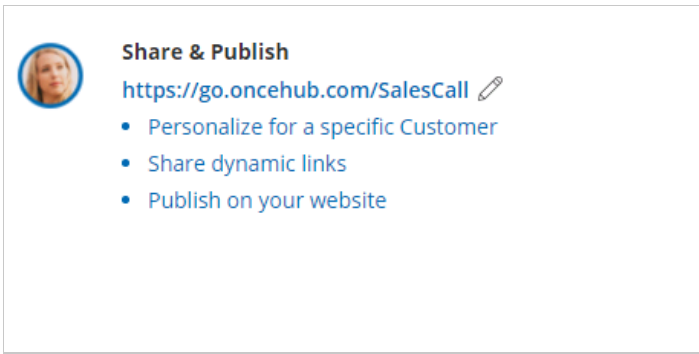 Share & Publish
https://go.oncehub.com/SalesCall
Personalize for a specific Customer
Share dynamic links
Publish on your website